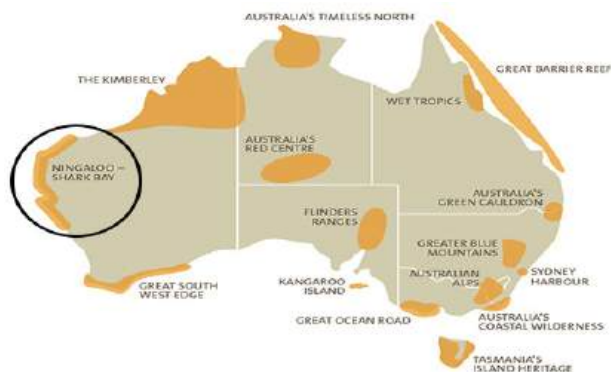 AUSTRALIA'S TIMELESS NORTH
GREAT BARRIER REEF
THE KIMBERLEY
WET TROPICS
AUSTRALIA'S
RED CENTRE
NINGALOO –
SHARK BAY
AUSTRALIA'S
GREEN CAULDRON
FLINDERS
RANGES
GREATER BLUE
MOUNTAINS
SYDNEY
HARBOUR
AUSTRALIAN
ALPS
GREAT SOUTH
WEST EDGE
KANGAROO
ISLAND
GREAT OCEAN ROAD
AUSTRALIA'S
COASTAL WILDERNESS
TASMANIA'S
ISLAND HERITAGE